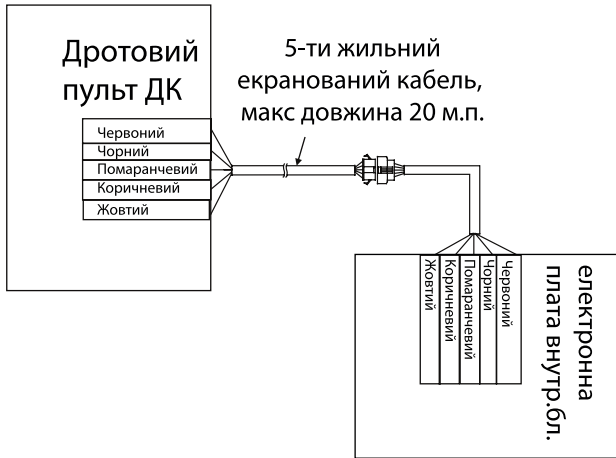 Дротовий
пульт ДК
5-ти жильний
екранований кабель,
макс довжина 20 м.п.
Червоний
Чорний
Помаранчевий
Коричневий
Жовтий
Жовтий
Коричневий
Помаранчевий
Чорний
Червоний
електронна
плата внутр.бл.